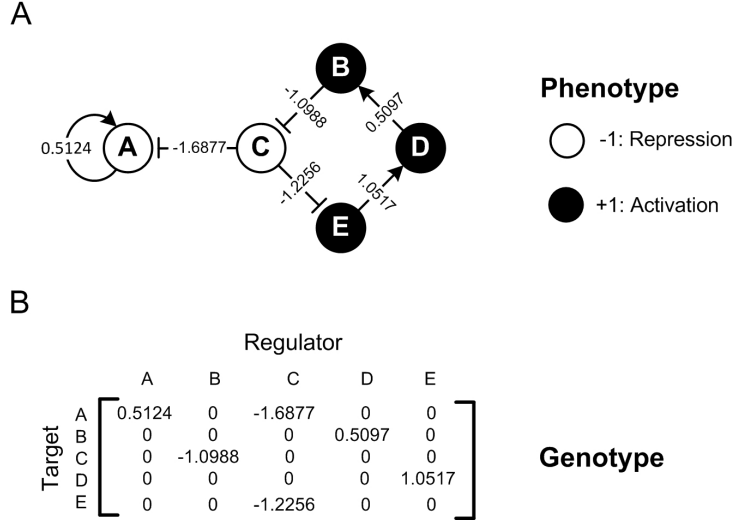 A
B
-1.0988
0.5097
Phenotype
0.5124
A
-1.6877
C
D
-1: Repression
-1.2256
1.0517
+1: Activation
E
B
Regulator
A B C D E
Target
A 0.5124 0 -1.6877 0 0
B 0 0 0 0.5097 0
C 0 -1.0988 0 0 0
D 0 0 0 0 1.0517
E 0 0 -1.2256 0 0
Genotype